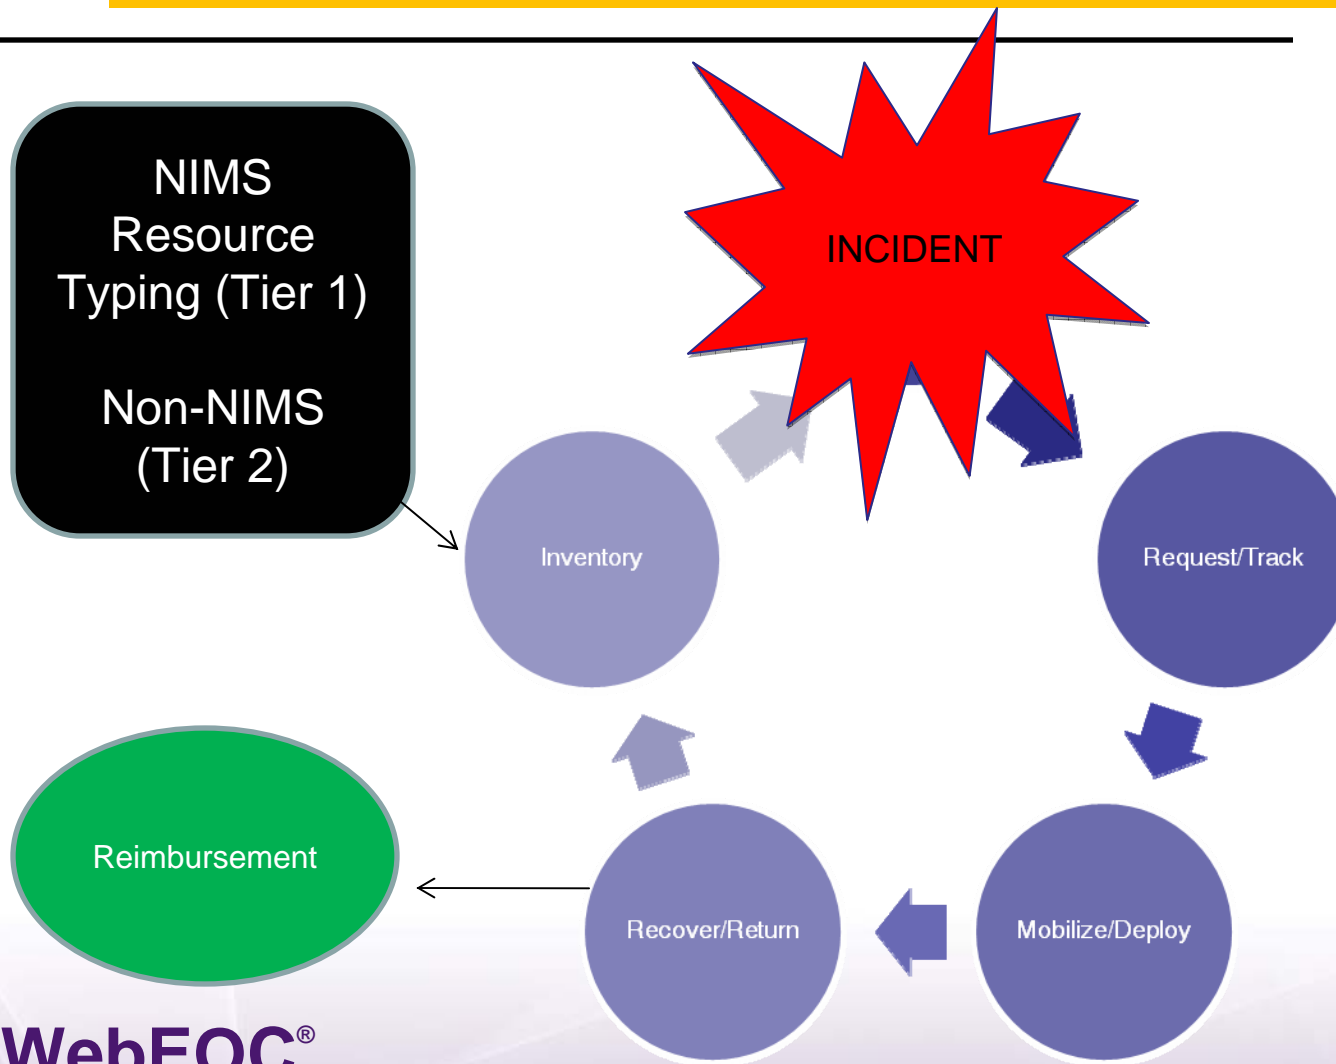 NIMS
Resource
Typing (Tier 1)
Non-NIMS
(Tier 2)
INCIDENT
Inventory
Request/Track
Reimbursement
Recover/Return
Mobilize/Deploy
WebEOC®